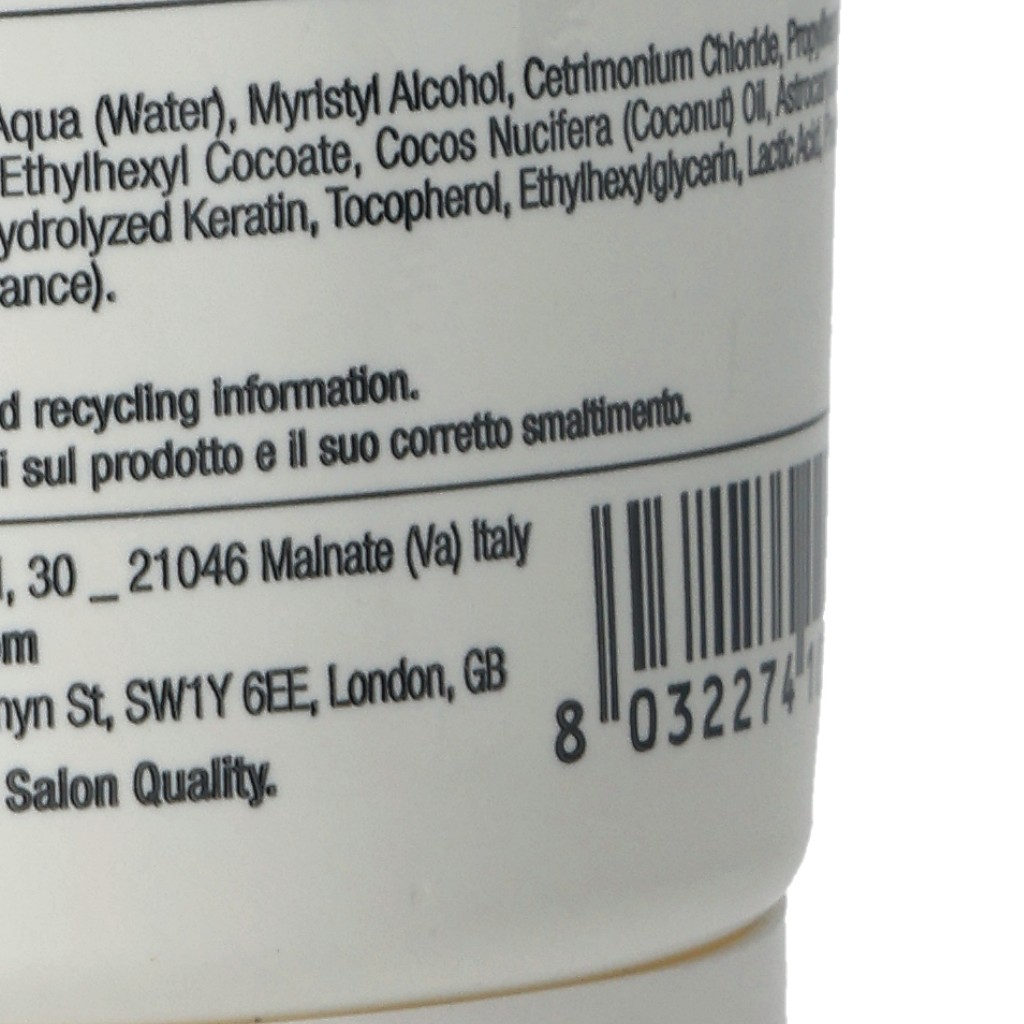 Aqua (Water), Myristyl Alcohol, Cetrimonium Chloride,
Ethylhexyl Cocoate, Cocos Nucifera (Coconut) Oil,
ydrolyzed Keratin, Tocopherol, Ethylhexylglycerin, Lactic Acid,
ance).
d recycling information.
i sul prodotto e il suo corretto smaltimento.
, 30 _ 21046 Malnate (Va) Italy
m
nyn St, SW1Y 6EE, London, GB
Salon Quality.
8 032274